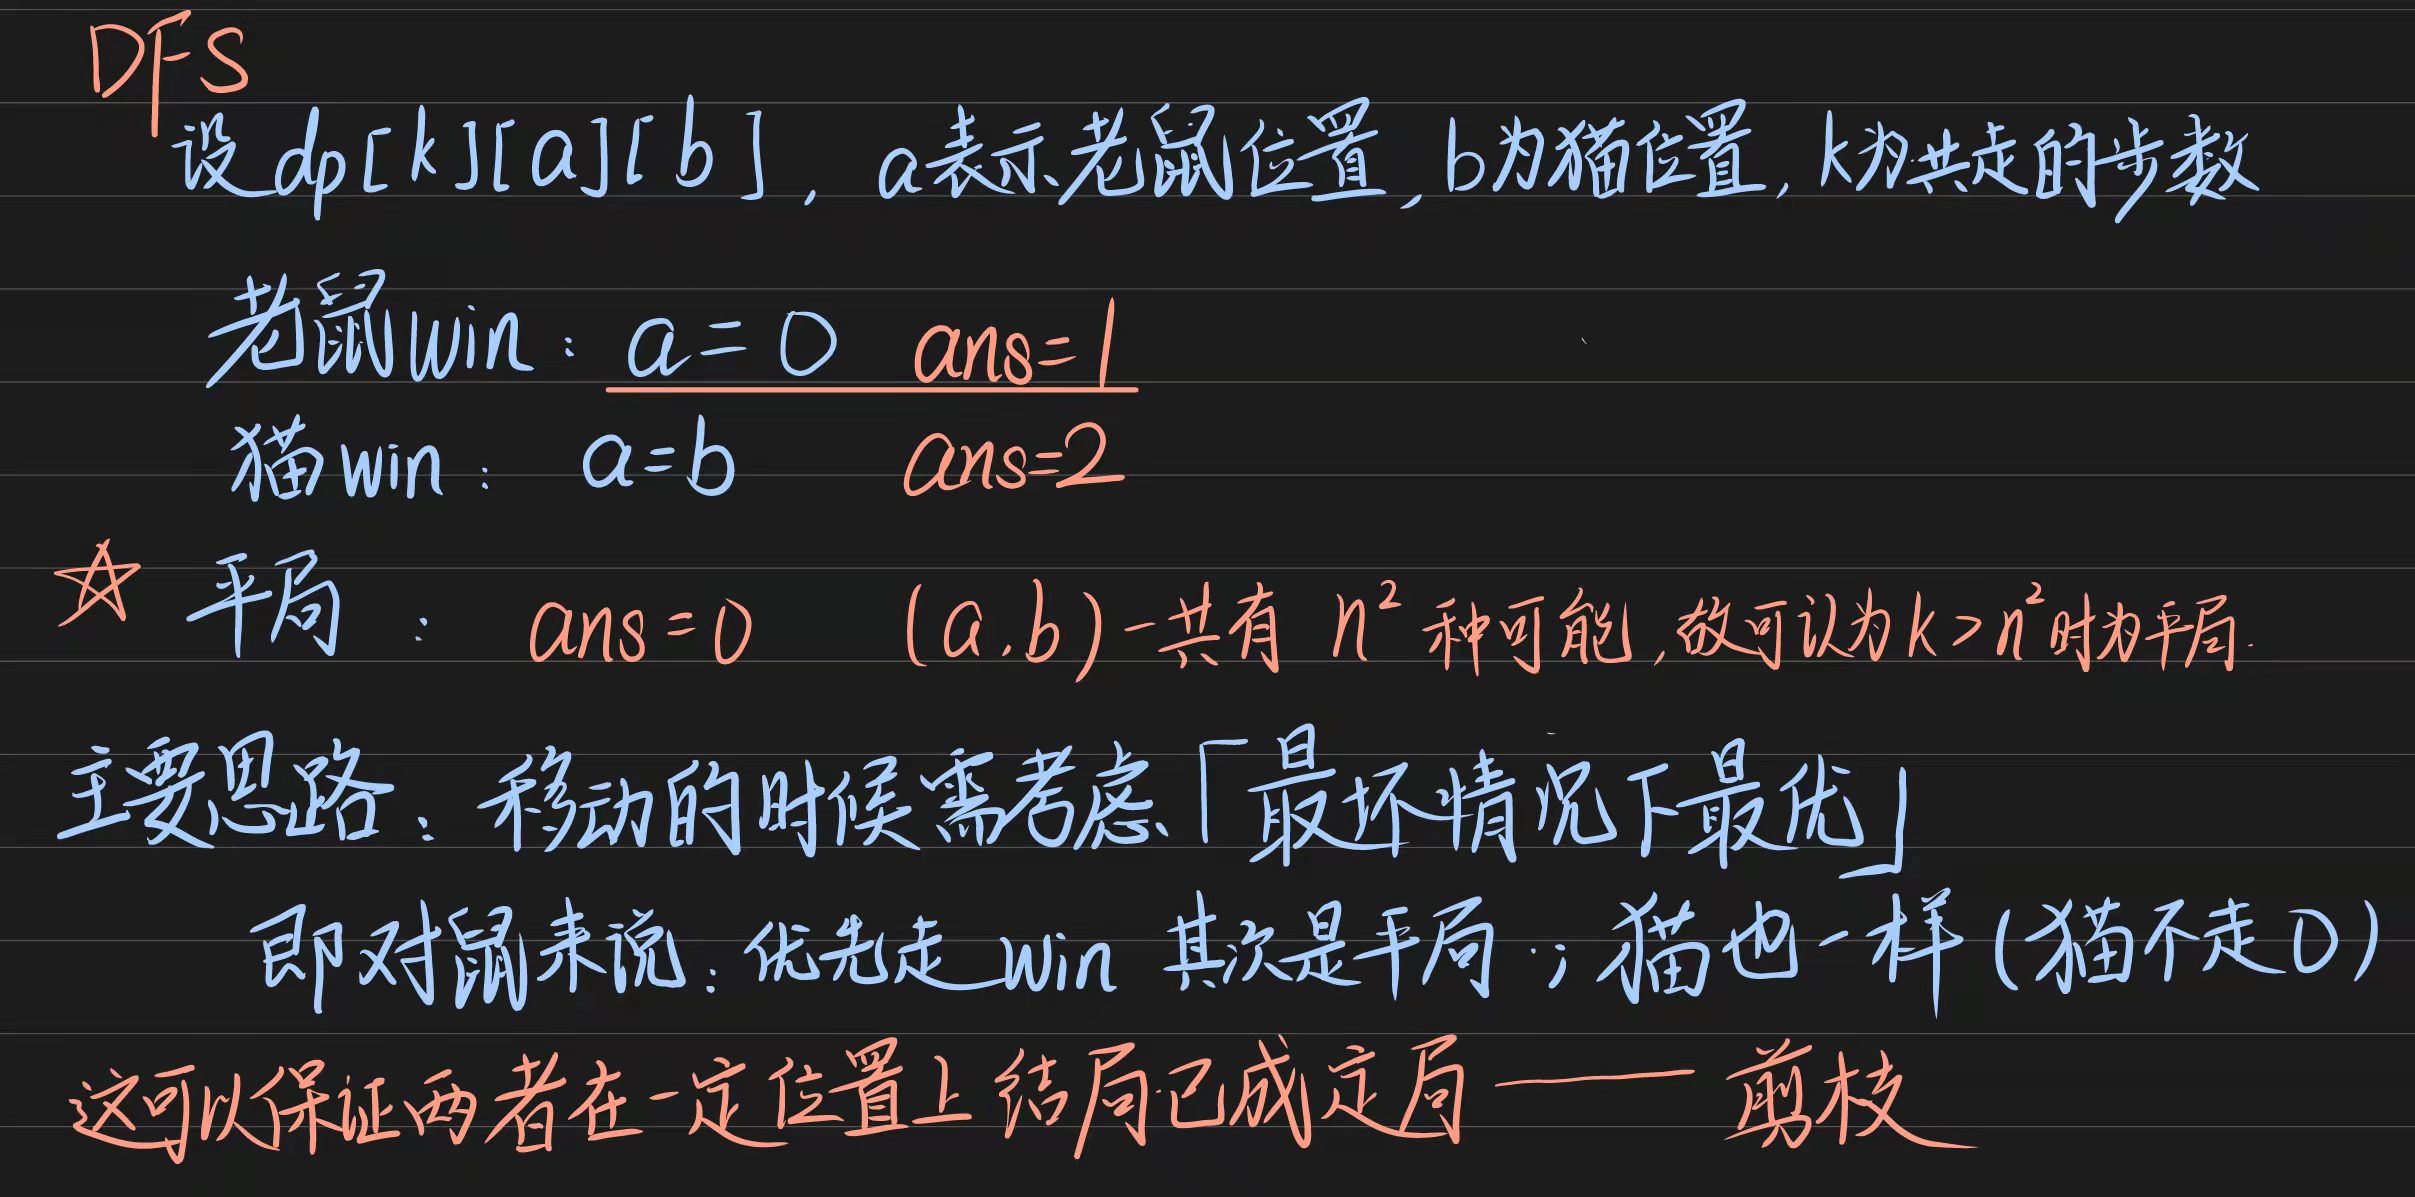 DFS
设dp[k][a][b]，a表示老鼠位置,b为猫位置,k为共走的步数
老鼠win：a=0 ans=1
猫win： a=b ans=2
☆ 平局： ans=0 (a,b)一共有 n²种可能,故可认为k>n²时为平局.
主要思路：移动的时候需考虑「最坏情况下最优」
即对鼠来说：优先走win 其次是平局；猫也一样(猫不走0)
这可以保证两者在一定位置上结局已成定局——剪枝